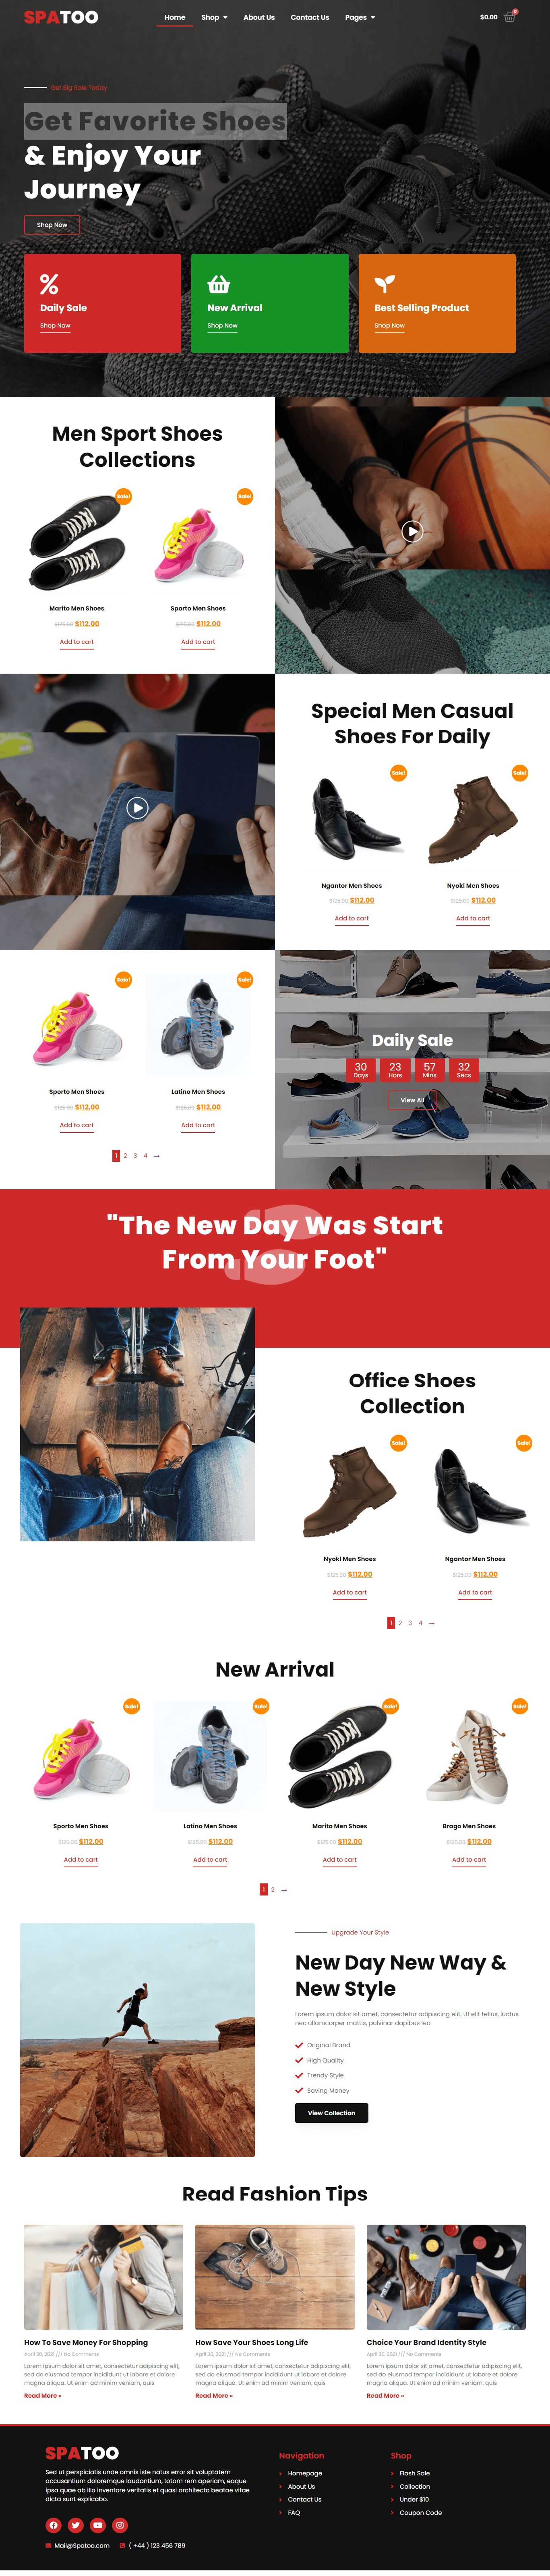 SPATOO
Home Shop About Us Contact Us Pages
$0.00
0
Get Big Sale Today
Get Favorite Shoes
& Enjoy Your
Journey
Shop Now
Daily Sale
Shop Now
New Arrival
Shop Now
Best Selling Product
Shop Now
Men Sport Shoes
Collections
Sale! Sale!
Marito Men Shoes Sporto Men Shoes
$125.00 $112.00 $125.00 $112.00
Add to cart Add to cart
Special Men Casual
Shoes For Daily
Sale! Sale!
Ngantor Men Shoes Nyokl Men Shoes
$125.00 $112.00 $125.00 $112.00
Add to cart Add to cart
Sale! Sale!
Sporto Men Shoes Latino Men Shoes
$125.00 $112.00 $125.00 $112.00
Add to cart Add to cart
1 2 3 4 →
Daily Sale
30 23 57 32
Days Hors Mins Secs
View All
"The New Day Was Start
From Your Foot"
Office Shoes
Collection
Sale! Sale!
Nyokl Men Shoes Ngantor Men Shoes
$125.00 $112.00 $125.00 $112.00
Add to cart Add to cart
1 2 3 4 →
New Arrival
Sale! Sale! Sale! Sale!
Sporto Men Shoes Latino Men Shoes Marito Men Shoes Brago Men Shoes
$125.00 $112.00 $125.00 $112.00 $125.00 $112.00 $125.00 $112.00
Add to cart Add to cart Add to cart Add to cart
1 2 →
Upgrade Your Style
New Day New Way &
New Style
Lorem ipsum dolor sit amet, consectetur adipiscing elit. Ut elit tellus, luctus
nec ullamcorper mattis, pulvinar dapibus leo.
Original Brand
High Quality
Trendy Style
Saving Money
View Collection
Read Fashion Tips
How To Save Money For Shopping
April 30, 2021 /// No Comments
Lorem ipsum dolor sit amet, consectetur adipiscing elit,
sed do eiusmod tempor incididunt ut labore et dolore
magna aliqua. Ut enim ad minim veniam, quis
Read More »
How Save Your Shoes Long Life
April 30, 2021 /// No Comments
Lorem ipsum dolor sit amet, consectetur adipiscing elit,
sed do eiusmod tempor incididunt ut labore et dolore
magna aliqua. Ut enim ad minim veniam, quis
Read More »
Choice Your Brand Identity Style
April 30, 2021 /// No Comments
Lorem ipsum dolor sit amet, consectetur adipiscing elit,
sed do eiusmod tempor incididunt ut labore et dolore
magna aliqua. Ut enim ad minim veniam, quis
Read More »
SPATOO
Sed ut perspiciatis unde omnis iste natus error sit voluptatem
accusantium doloremque laudantium, totam rem aperiam, eaque
ipsa quae ab illo inventore veritatis et quasi architecto beatae vitae
dicta sunt explicabo.
Mail@Spatoo.com ( +44 ) 123 456 789
Navigation
Homepage
About Us
Contact Us
FAQ
Shop
Flash Sale
Collection
Under $10
Coupon Code